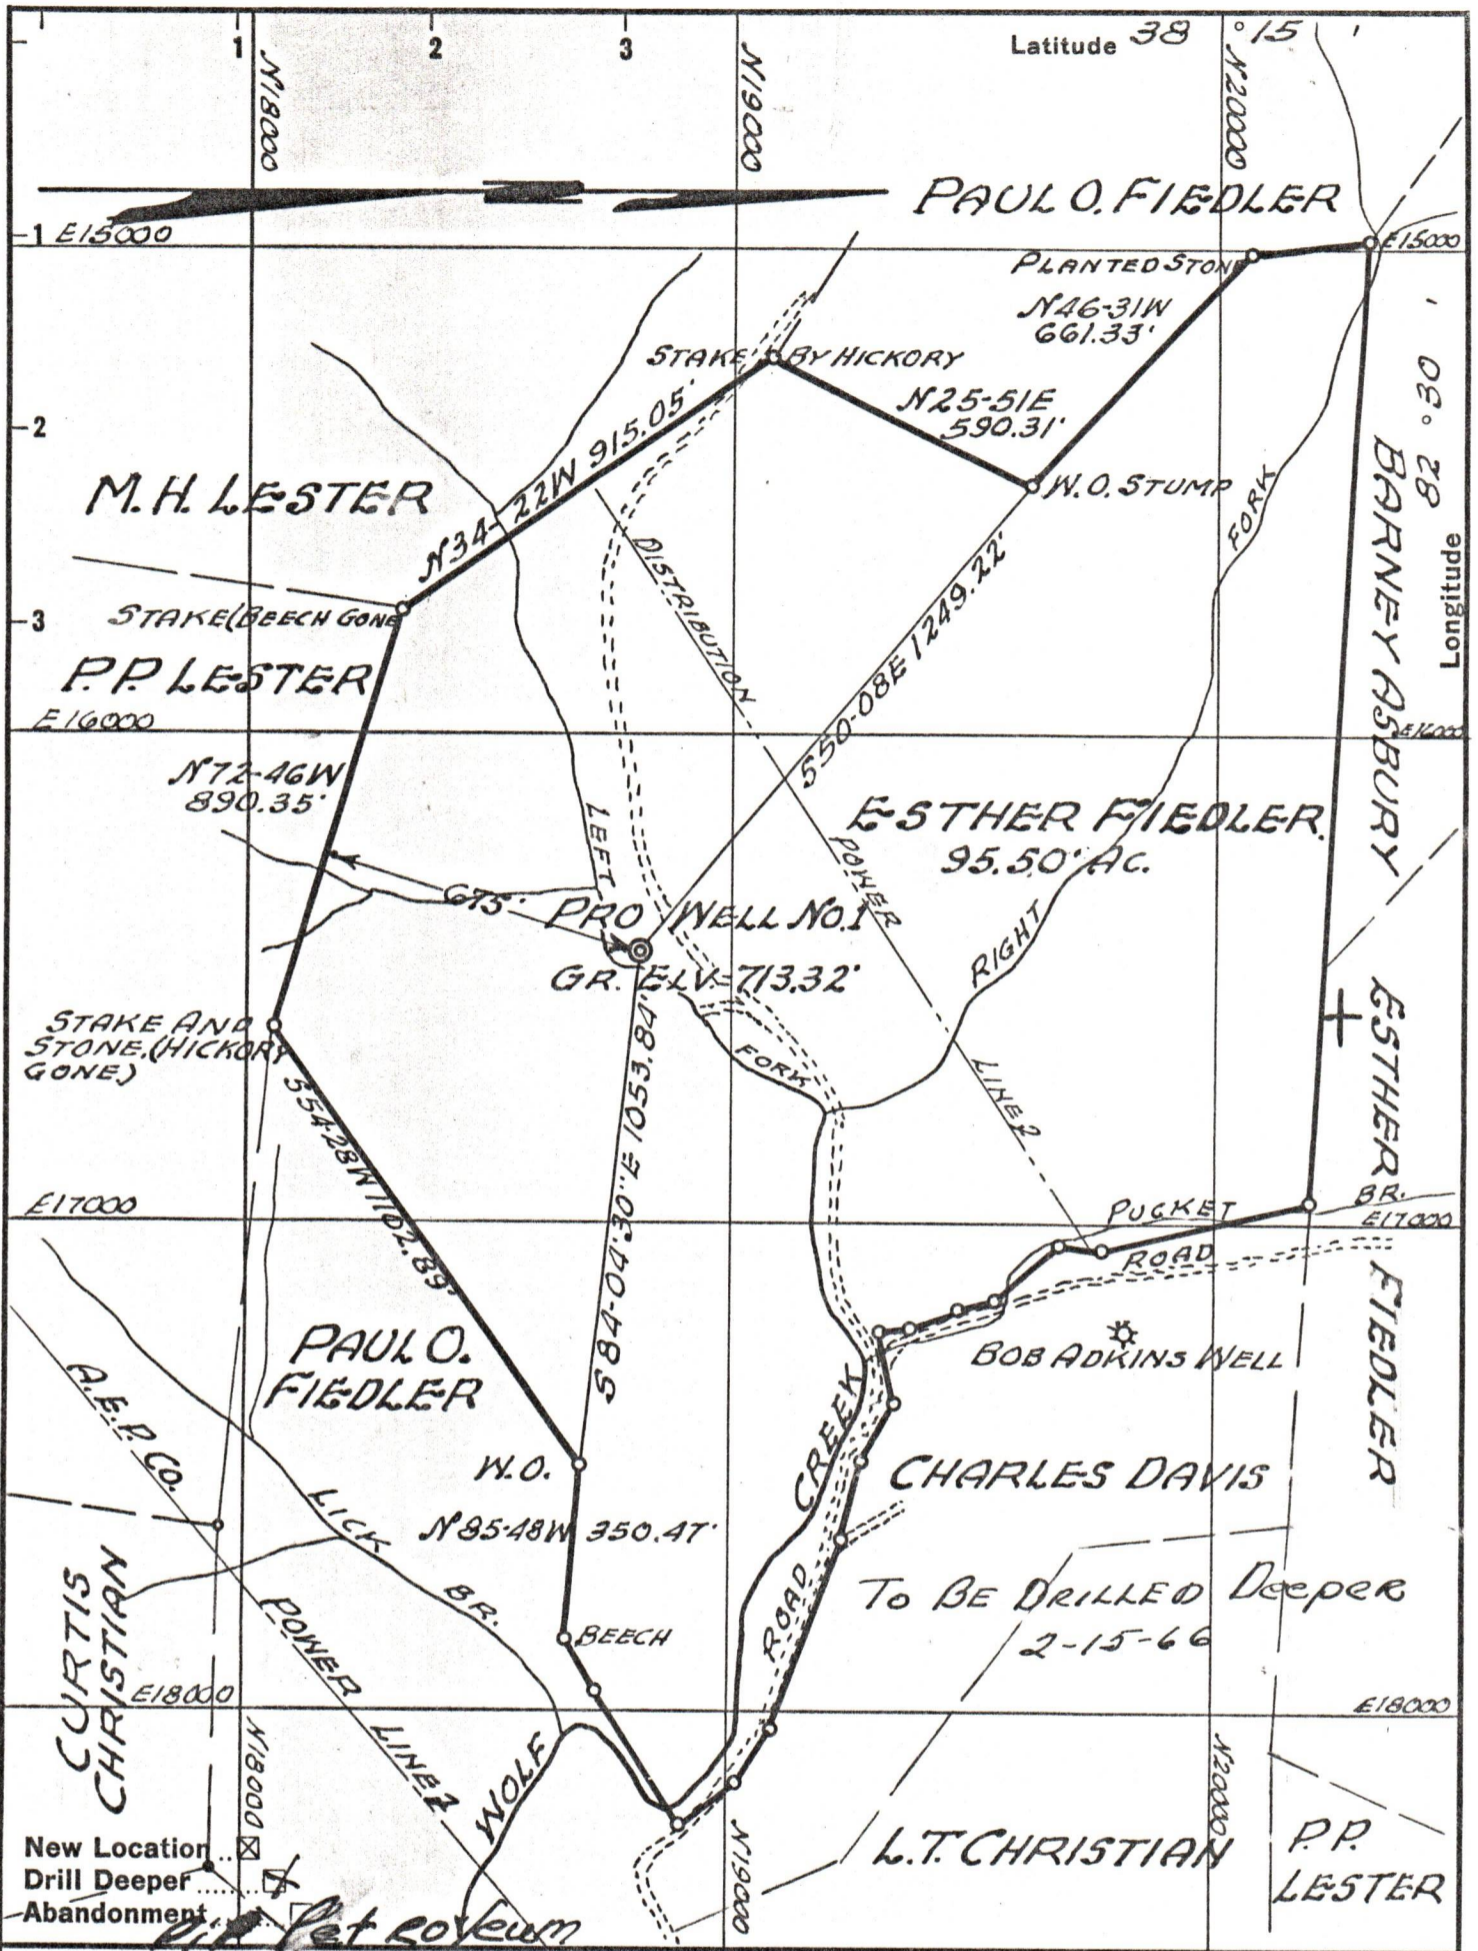 1 2 3
Latitude 38 ° 15 '
N18000
N19000
N20000
PAUL O. FIEDLER
1 E15000
E15000
PLANTED STONE
N46-31W
661.33'
STAKE BY HICKORY
N25-51E
590.31'
2
82 ° 30 '
Longitude
M. H. LESTER
N34-22W 915.05'
W.O. STUMP
FORK
BARNEY ASBURY
DISTRIBUTION
S50-08E 1249.22'
STAKE (BEECH GONE
3
P.P. LESTER
E16000
E16000
N72-46W
890.35'
LEFT
ESTHER FIEDLER.
95.50' AC.
POWER
675'
PRO WELL NO.1
GR. ELV=713.32'
RIGHT
STAKE AND
STONE.(HICKORY
GONE)
FORK
LINE
ESTHER FIEDLER
S54-28W 1102.89'
S84-04'30"E 1053.84'
E17000
PUCKET
BR.
E17000
ROAD
PAUL O.
FIEDLER
BOB ADKINS WELL
A.E.P. CO.
W.O.
CREEK
CHARLES DAVIS
LICK
N85-48W 350.47'
BR.
ROAD
To BE DRILLED Deeper
2-15-66
CURTIS
CHRISTIAN
POWER
BEECH
E18000
E18000
N18000
LINE
WOLF
N20000
N19000
New Location
Drill Deeper
Abandonment
L.T. CHRISTIAN
P.P.
LESTER
Petroleum